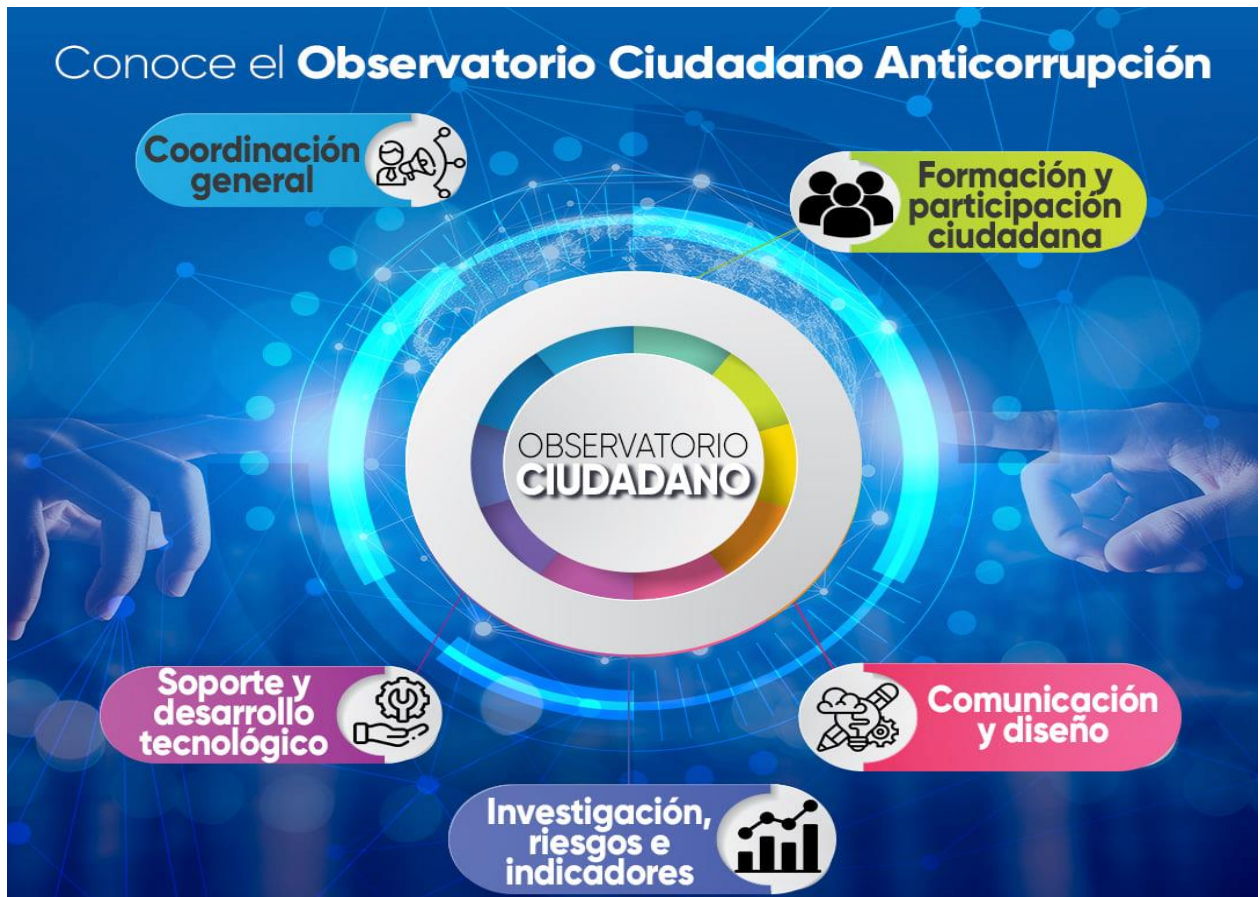 Conoce el Observatorio Ciudadano Anticorrupción
Coordinación
general
Formación y
participación
ciudadana
OBSERVATORIO
CIUDADANO
Soporte y
desarrollo
tecnológico
Comunicación
y diseño
Investigación,
riesgos e
indicadores